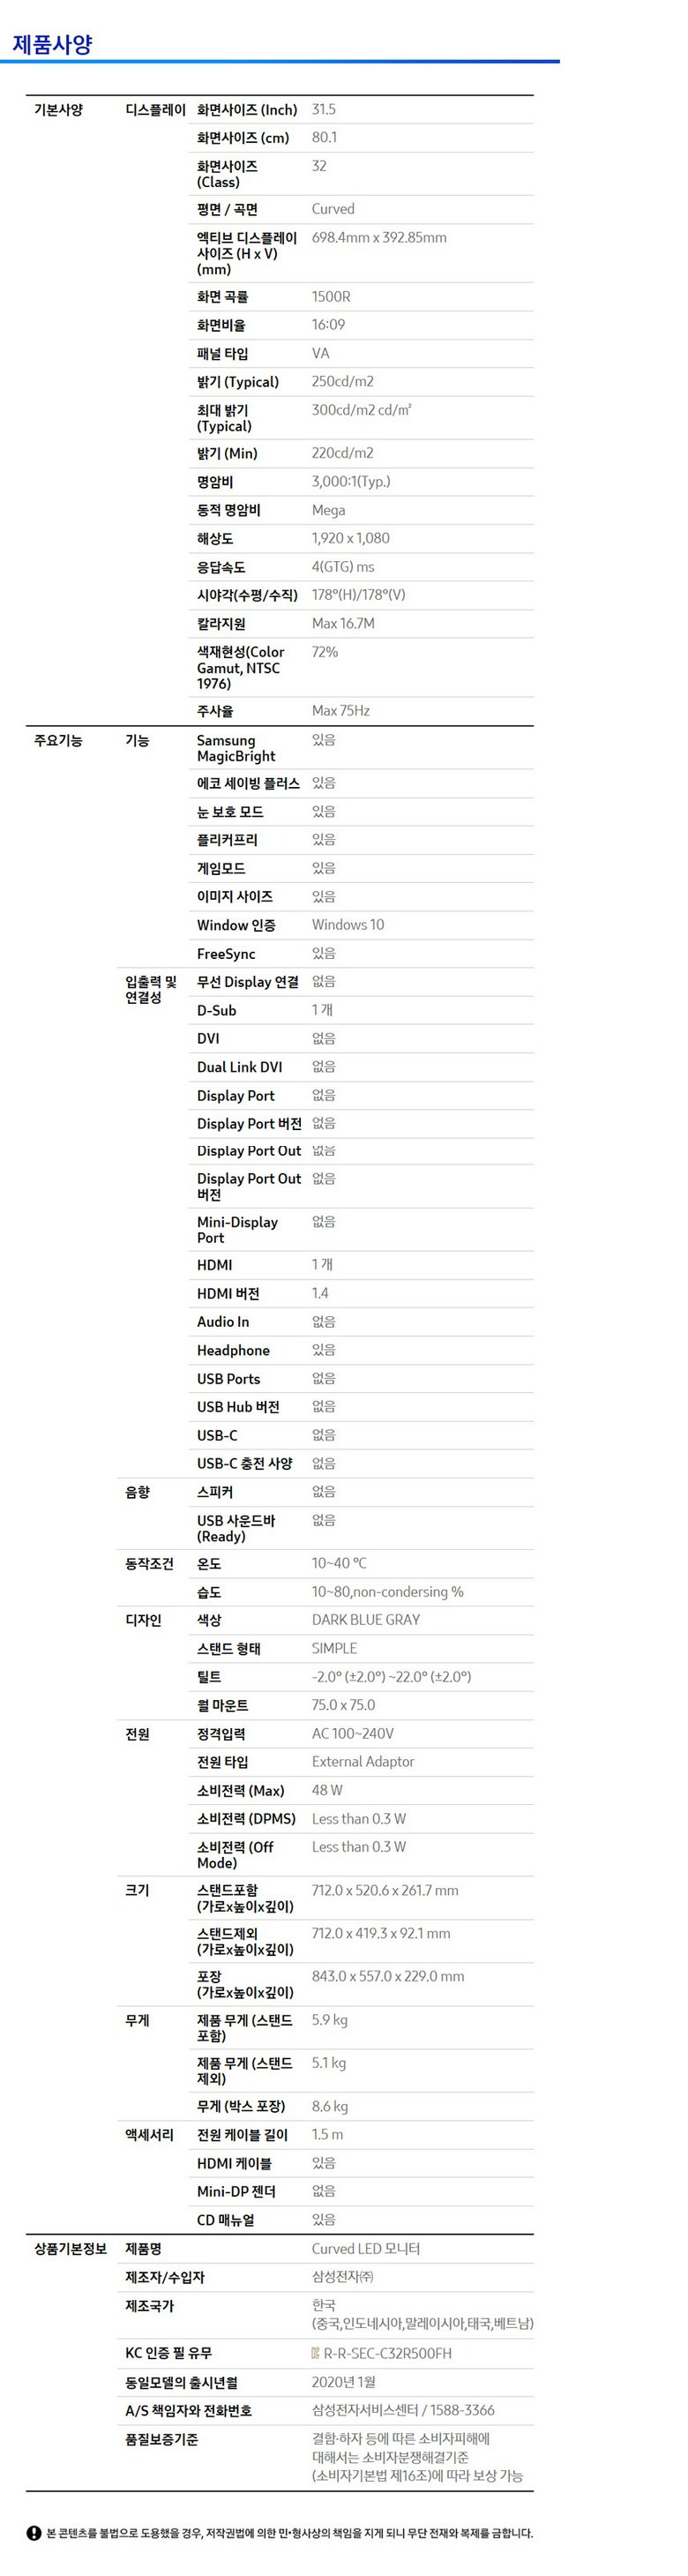 제품사양
기본사양 디스플레이 화면사이즈 (Inch) 31.5
화면사이즈 (cm) 80.1
화면사이즈 32
(Class)
평면 / 곡면 Curved
엑티브 디스플레이 698.4mm x 392.85mm
사이즈 (H x V)
(mm)
화면 곡률 1500R
화면비율 16:09
패널 타입 VA
밝기 (Typical) 250cd/m2
최대 밝기 300cd/m2 cd/㎡
(Typical)
밝기 (Min) 220cd/m2
명암비 3,000:1(Typ.)
동적 명암비 Mega
해상도 1,920 x 1,080
응답속도 4(GTG) ms
시야각(수평/수직) 178°(H)/178°(V)
칼라지원 Max 16.7M
색재현성(Color 72%
Gamut, NTSC
1976)
주사율 Max 75Hz
주요기능 기능 Samsung 있음
MagicBright
에코 세이빙 플러스 있음
눈 보호 모드 있음
플리커프리 있음
게임모드 있음
이미지 사이즈 있음
Window 인증 Windows 10
FreeSync 있음
입출력 및 무선 Display 연결 없음
연결성
D-Sub 1 개
DVI 없음
Dual Link DVI 없음
Display Port 없음
Display Port 버전 없음
Display Port Out 없음
Display Port Out 없음
버전
Mini-Display 없음
Port
HDMI 1 개
HDMI 버전 1.4
Audio In 없음
Headphone 있음
USB Ports 없음
USB Hub 버전 없음
USB-C 없음
USB-C 충전 사양 없음
음향 스피커 없음
USB 사운드바 없음
(Ready)
동작조건 온도 10~40 ℃
습도 10~80,non-condersing %
디자인 색상 DARK BLUE GRAY
스탠드 형태 SIMPLE
틸트 -2.0° (±2.0°) ~22.0° (±2.0°)
월 마운트 75.0 x 75.0
전원 정격입력 AC 100~240V
전원 타입 External Adaptor
소비전력 (Max) 48 W
소비전력 (DPMS) Less than 0.3 W
소비전력 (Off Less than 0.3 W
Mode)
크기 스탠드포함 712.0 x 520.6 x 261.7 mm
(가로x높이x깊이)
스탠드제외 712.0 x 419.3 x 92.1 mm
(가로x높이x깊이)
포장 843.0 x 557.0 x 229.0 mm
(가로x높이x깊이)
무게 제품 무게 (스탠드 5.9 kg
포함)
제품 무게 (스탠드 5.1 kg
제외)
무게 (박스 포장) 8.6 kg
액세서리 전원 케이블 길이 1.5 m
HDMI 케이블 있음
Mini-DP 젠더 없음
CD 매뉴얼 있음
상품기본정보 제품명 Curved LED 모니터
제조자/수입자 삼성전자㈜
제조국가 한국
(중국,인도네시아,말레이시아,태국,베트남)
KC 인증 필 유무 R-R-SEC-C32R500FH
동일모델의 출시년월 2020년 1월
A/S 책임자와 전화번호 삼성전자서비스센터 / 1588-3366
품질보증기준 결함·하자 등에 따른 소비자피해에
대해서는 소비자분쟁해결기준
(소비자기본법 제16조)에 따라 보상 가능
본 콘텐츠를 불법으로 도용했을 경우, 저작권법에 의한 민•형사상의 책임을 지게 되니 무단 전재와 복제를 금합니다.